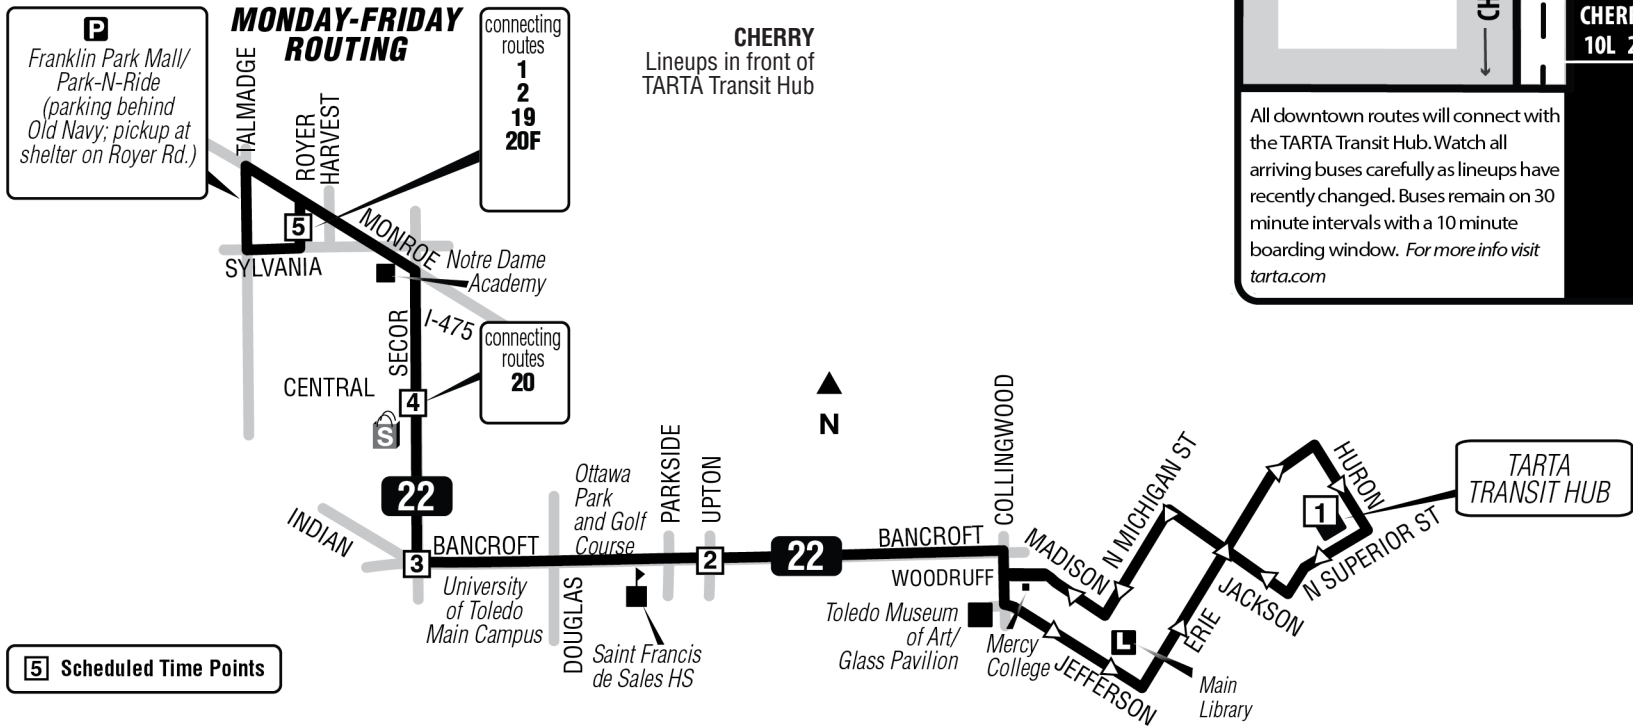 MONDAY-FRIDAY
ROUTING
P
Franklin Park Mall/
Park-N-Ride
(parking behind
Old Navy; pickup at
shelter on Royer Rd.)
TALMADGE
ROYER
HARVEST
connecting
routes
1
2
19
20F
CHERRY
Lineups in front of
TARTA Transit Hub
CH
CHER
10L 2
All downtown routes will connect with
the TARTA Transit Hub. Watch all
arriving buses carefully as lineups have
recently changed. Buses remain on 30
minute intervals with a 10 minute
boarding window. For more info visit
tarta.com
5
MONROE
SYLVANIA
Notre Dame
Academy
I-475
SECOR
connecting
routes
20
CENTRAL
4
S
N
22
INDIAN
3
BANCROFT
University
of Toledo
Main Campus
DOUGLAS
Ottawa
Park
and Golf
Course
Saint Francis
de Sales HS
PARKSIDE
UPTON
2
22
BANCROFT
COLLINGWOOD
WOODRUFF
Toledo Museum
of Art/
Glass Pavilion
Mercy
College
MADISON
N MICHIGAN ST
JEFFERSON
L
Main
Library
ERIE
JACKSON
N SUPERIOR ST
HURON
1
TARTA
TRANSIT HUB
5 Scheduled Time Points